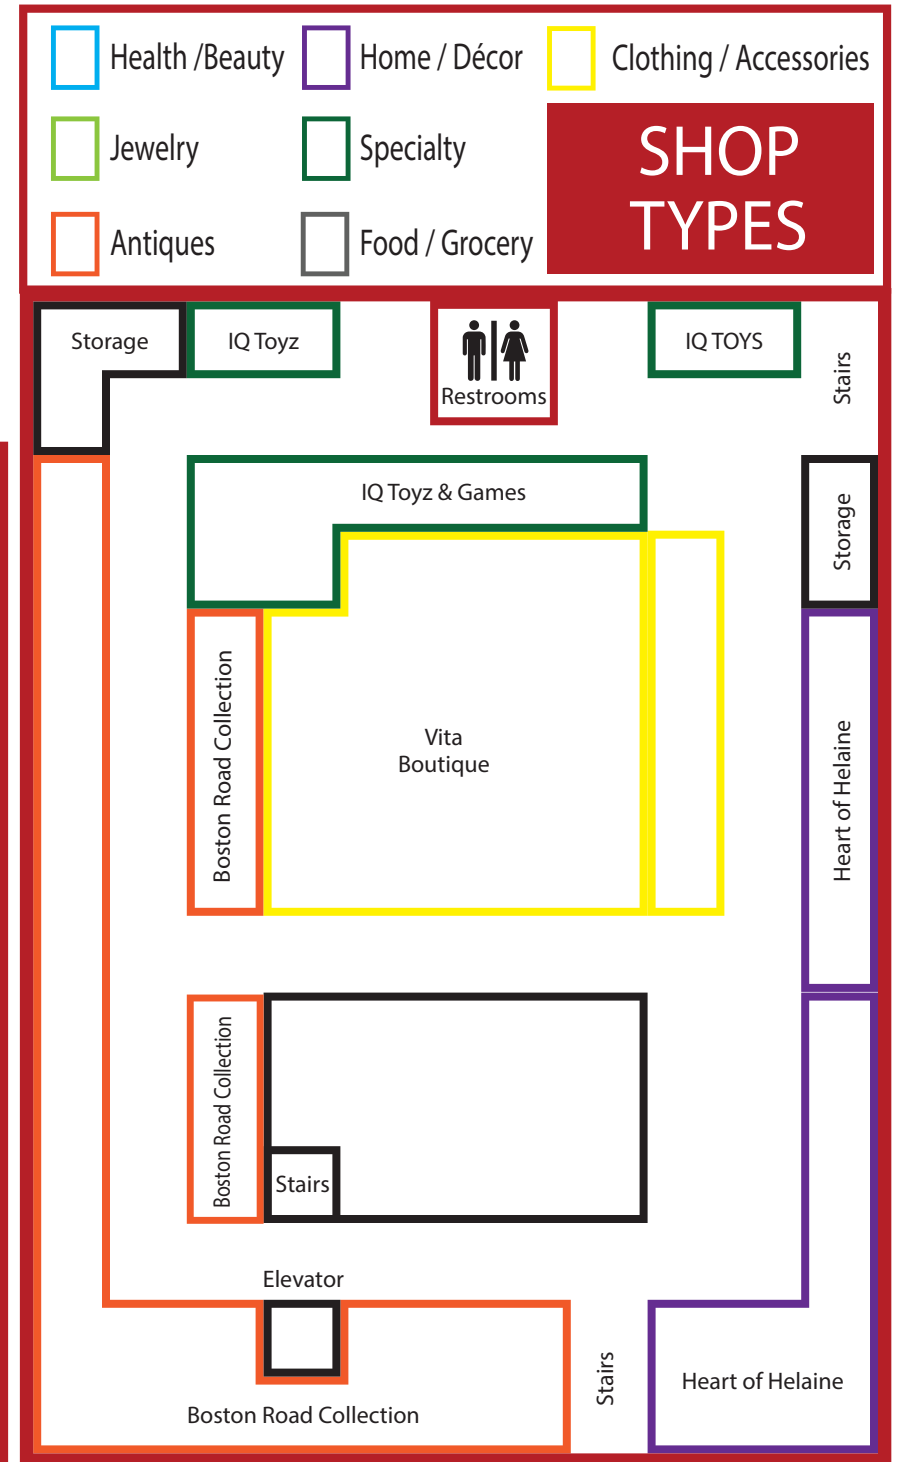 Health /Beauty
Home / Décor
Clothing / Accessories
Jewelry
Specialty
SHOP
TYPES
Antiques
Food / Grocery
Storage
IQ Toyz
Restrooms
IQ TOYS
Stairs
IQ Toyz & Games
Storage
Boston Road Collection
Vita
Boutique
Heart of Helaine
Boston Road Collection
Stairs
Elevator
Boston Road Collection
Stairs
Heart of Helaine